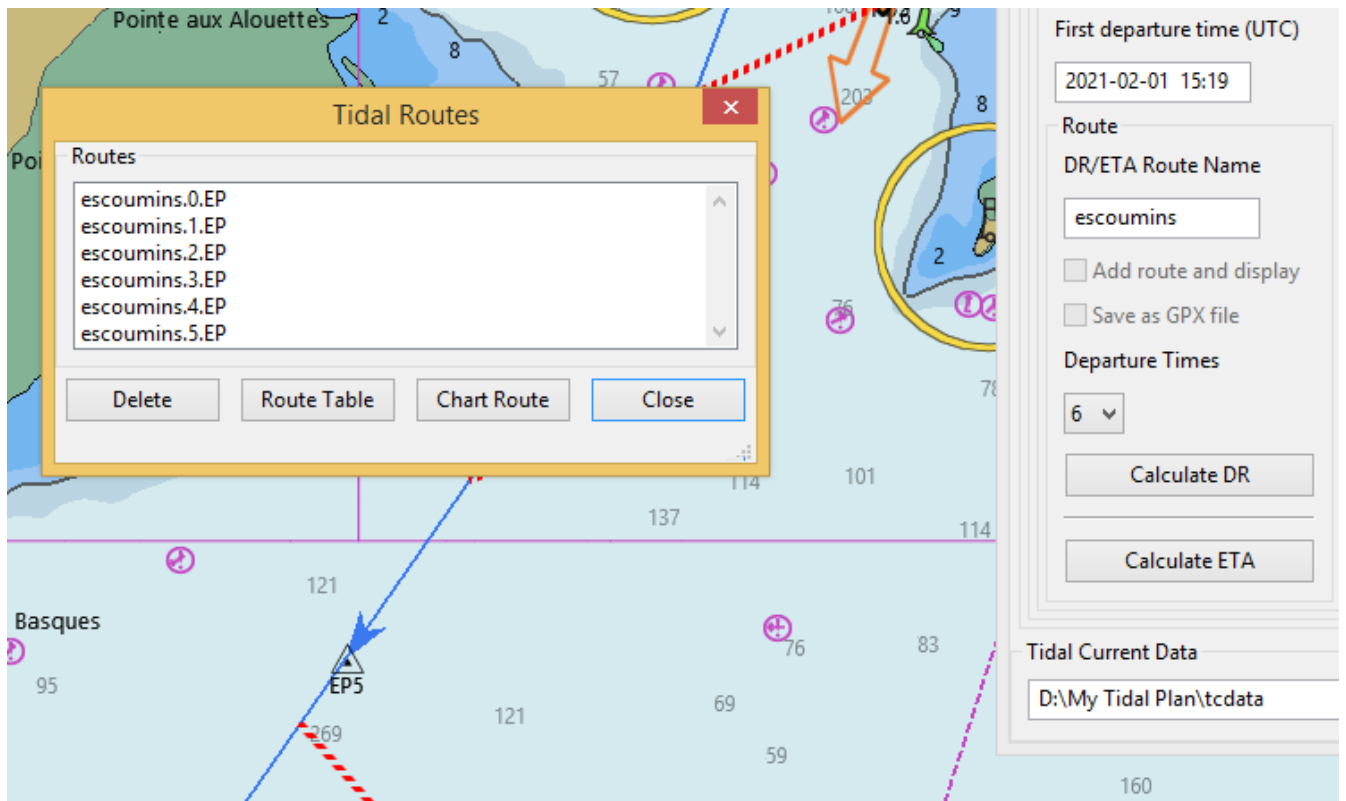 Pointe aux Alouettes
2
8
57
203
8
2
76
78
101
114
137
114
121
Basques
76
83
95
EP5
69
121
269
59
160
Tidal Routes
Routes
escoumins.0.EP
escoumins.1.EP
escoumins.2.EP
escoumins.3.EP
escoumins.4.EP
escoumins.5.EP
Delete
Route Table
Chart Route
Close
First departure time (UTC)
2021-02-01 15:19
Route
DR/ETA Route Name
escoumins
Add route and display
Save as GPX file
Departure Times
6
Calculate DR
Calculate ETA
Tidal Current Data
D:\My Tidal Plan\tcdata